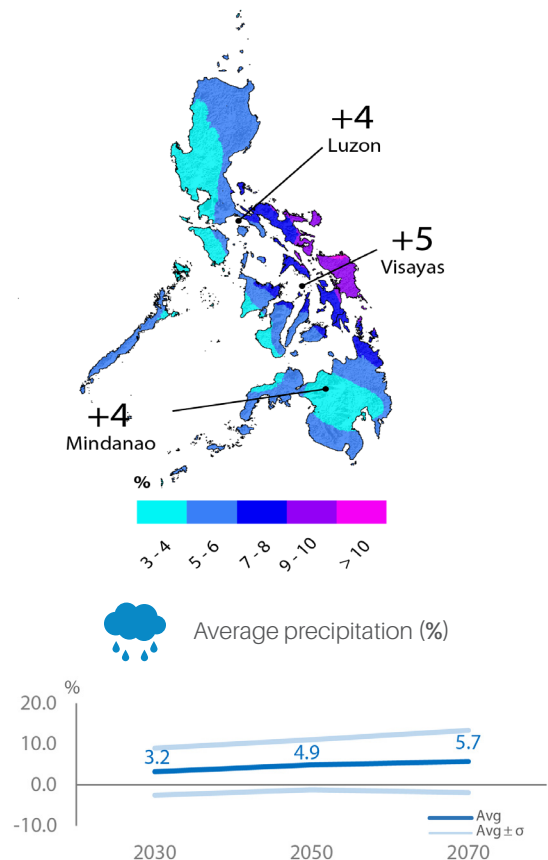 +4
Luzon
+5
Visayas
+4
Mindanao
%
3 - 4
5 - 6
7 - 8
9 - 10
> 10
Average precipitation (%)
%
20.0
10.0
0.0
-10.0
3.2
4.9
5.7
Avg
Avg ± σ
2030
2050
2070